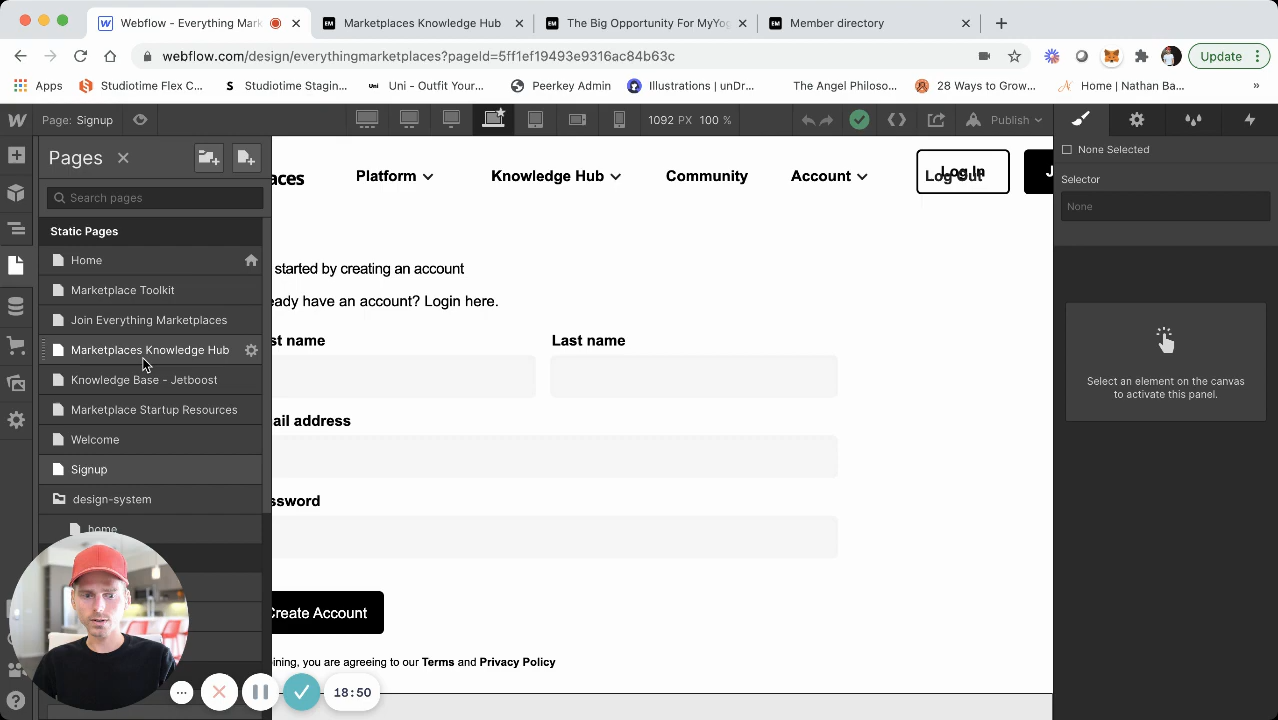 Webflow - Everything Mark
Marketplaces Knowledge Hub
The Big Opportunity For MyYog
Member directory
webflow.com/design/everythingmarketplaces?pageId=5ff1ef19493e9316ac84b63c
Update
Apps
Studiotime Flex C...
Studiotime Stagin...
Uni - Outfit Your...
Peerkey Admin
Illustrations | unDr...
The Angel Philoso...
28 Ways to Grow...
Home | Nathan Ba...
»
Page: Signup
1092 PX 100 %
Publish
Pages
Search pages
Static Pages
Home
Marketplace Toolkit
Join Everything Marketplaces
Marketplaces Knowledge Hub
Knowledge Base - Jetboost
Marketplace Startup Resources
Welcome
Signup
design-system
home
aces
Platform
Knowledge Hub
Community
Account
Log In
Log Out
J
started by creating an account
eady have an account? Login here.
st name
Last name
ail address
ssword
Create Account
ining, you are agreeing to our Terms and Privacy Policy
None Selected
Selector
None
Select an element on the canvas
to activate this panel.
18:50